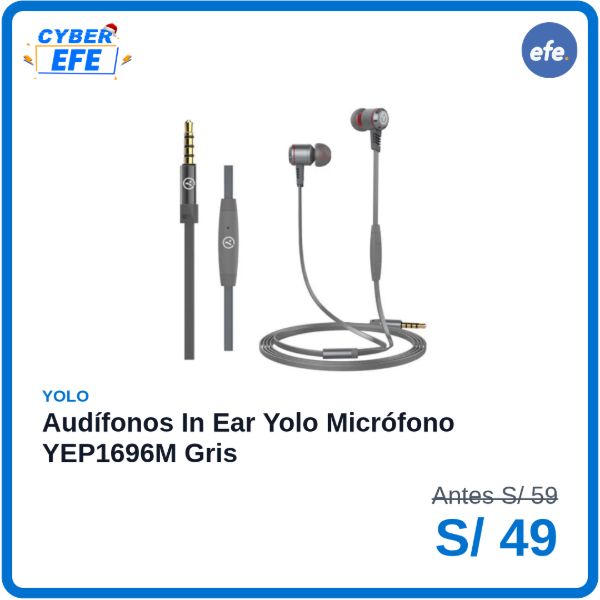 CYBER
EFE
efe.
YOLO
Audífonos In Ear Yolo Micrófono
YEP1696M Gris
Antes S/ 59
S/ 49